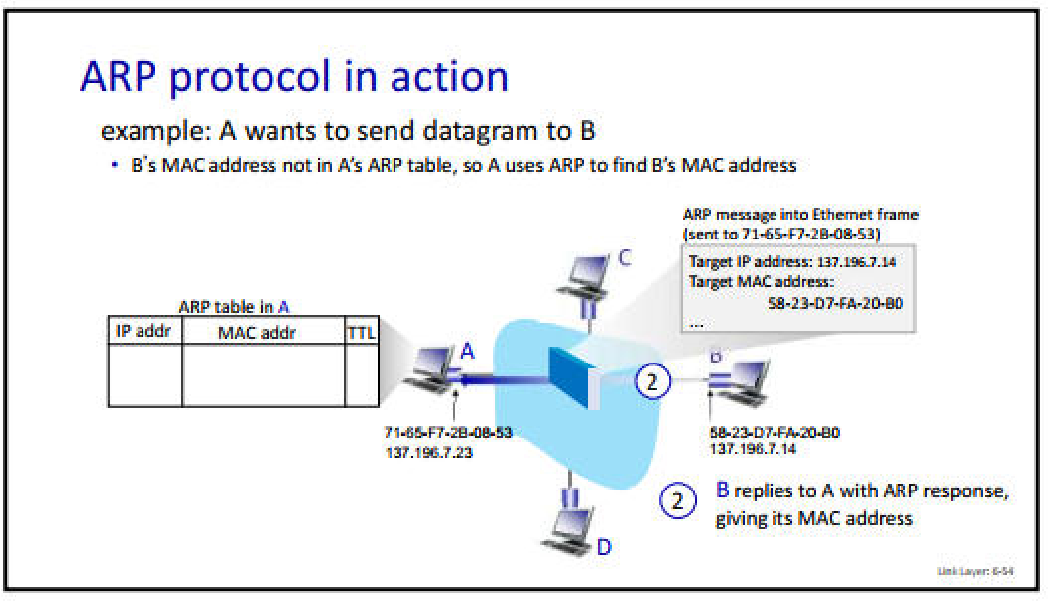 ARP protocol in action
example: A wants to send datagram to B
• B's MAC address not in A's ARP table, so A uses ARP to find B's MAC address
ARP message into Ethernet frame
(sent to 71-65-F7-2B-08-53)
Target IP address: 137.196.7.14
Target MAC address:
58-23-D7-FA-20-B0
...
C
ARP table in A
IP addr MAC addr TTL
A
B
2
71-65-F7-2B-08-53
137.196.7.23
58-23-D7-FA-20-B0
137.196.7.14
2 B replies to A with ARP response,
giving its MAC address
D
Link Layer: 6-54